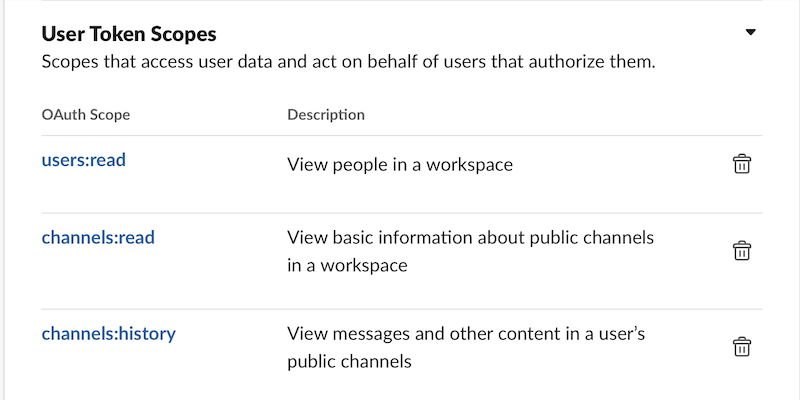 User Token Scopes
Scopes that access user data and act on behalf of users that authorize them.
OAuth Scope Description
users:read View people in a workspace
channels:read View basic information about public channels
in a workspace
channels:history View messages and other content in a user’s
public channels